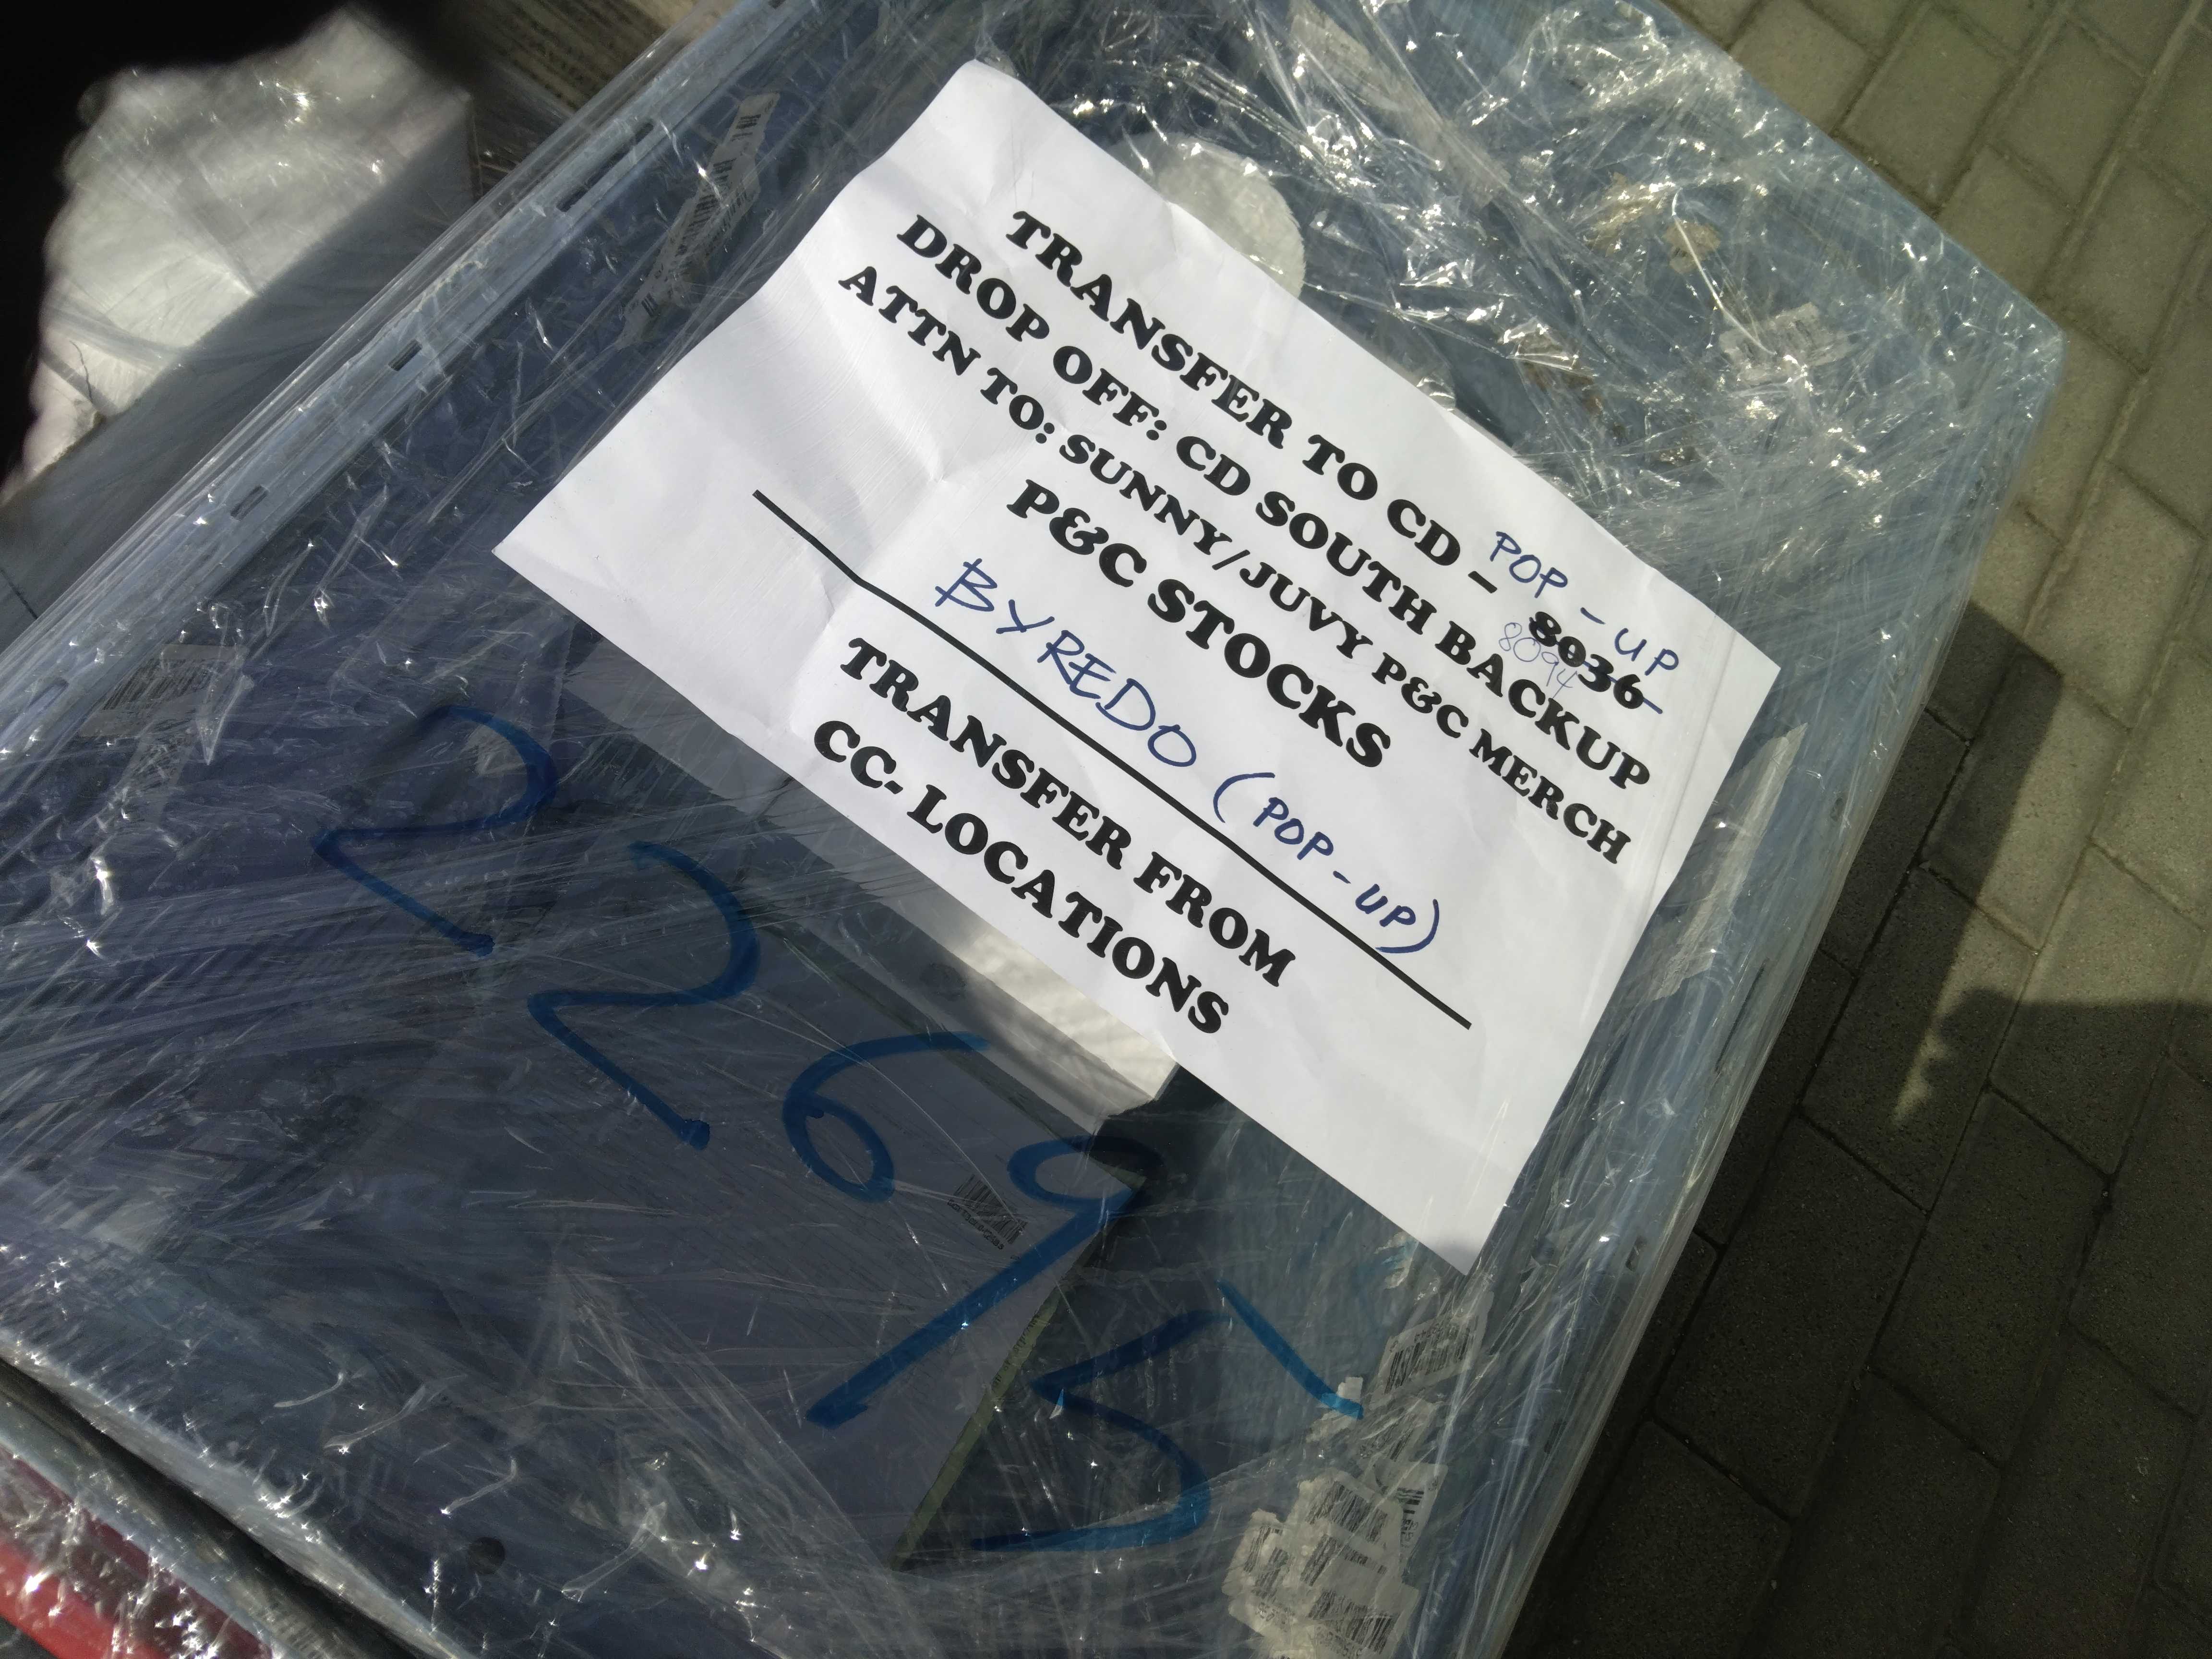 TRANSFER TO CD - POP-UP
8036
8094
DROP OFF: CD SOUTH BACKUP
ATTN TO: SUNNY/JUVY P&C MERCH
P&C STOCKS
BYREDO (POP-UP)
TRANSFER FROM
CC- LOCATIONS
22695